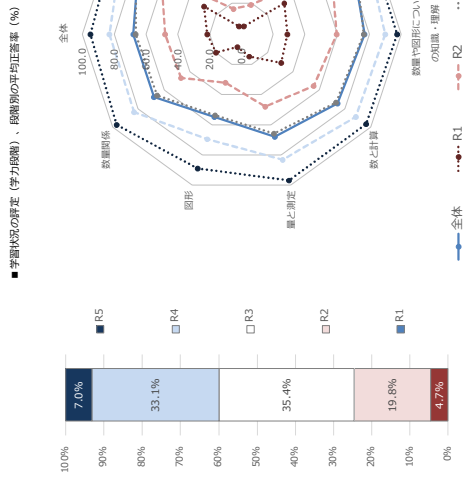 ■ 学習状況の評定（学力段階）、段階別の平均正答率（%）
全体
100.0
80.0
60.0
40.0
20.0
0.0
数量関係
図形
量と測定
数と計算
数量や図形につい
の知識・理解
全体
R1
R2
R5
R4
R3
R2
R1
7.0%
33.1%
35.4%
19.8%
4.7%
100%
90%
80%
70%
60%
50%
40%
30%
20%
10%
0%